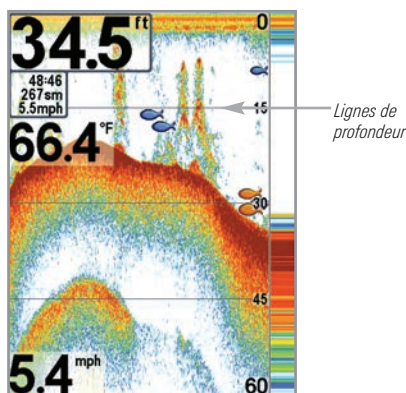 34.5 ft
0
48:46
267sm
5.5mph
15
Lignes de
profondeur
66.4 °F
30
45
5.4 mph
60